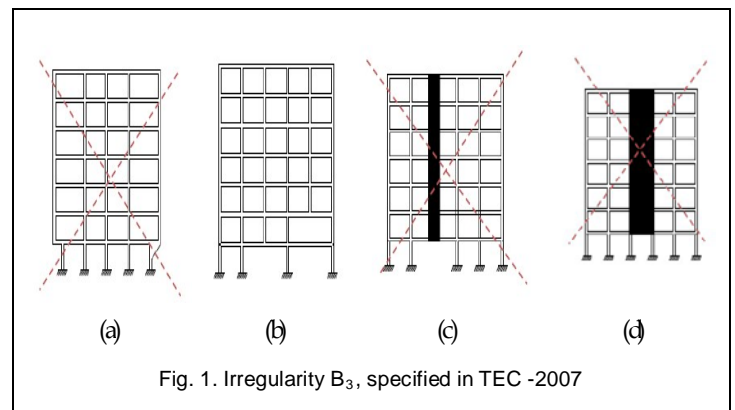 (a) (b) (c) (d)
Fig. 1. Irregularity B₃, specified in TEC -2007